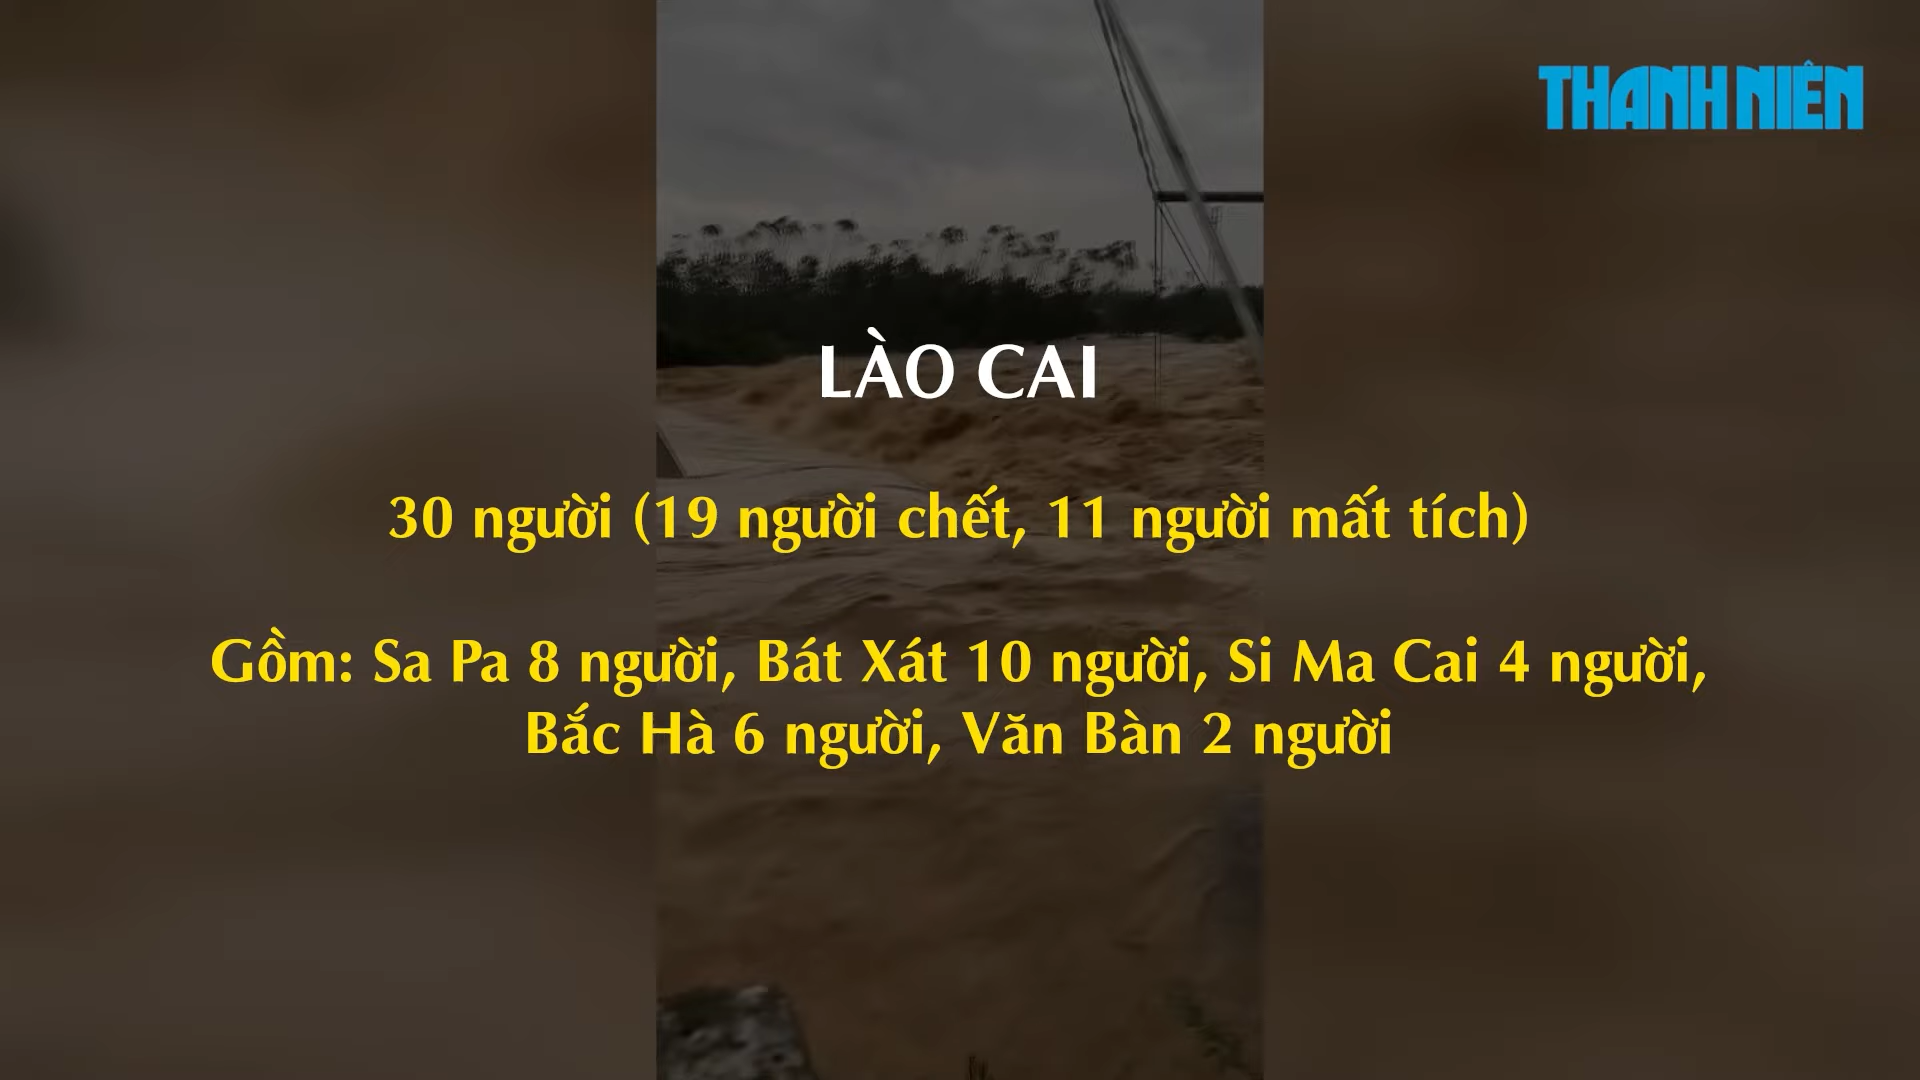 THANH NIÊN
LÀO CAI
30 người (19 người chết, 11 người mất tích)
Gồm: Sa Pa 8 người, Bát Xát 10 người, Si Ma Cai 4 người,
Bắc Hà 6 người, Văn Bàn 2 người